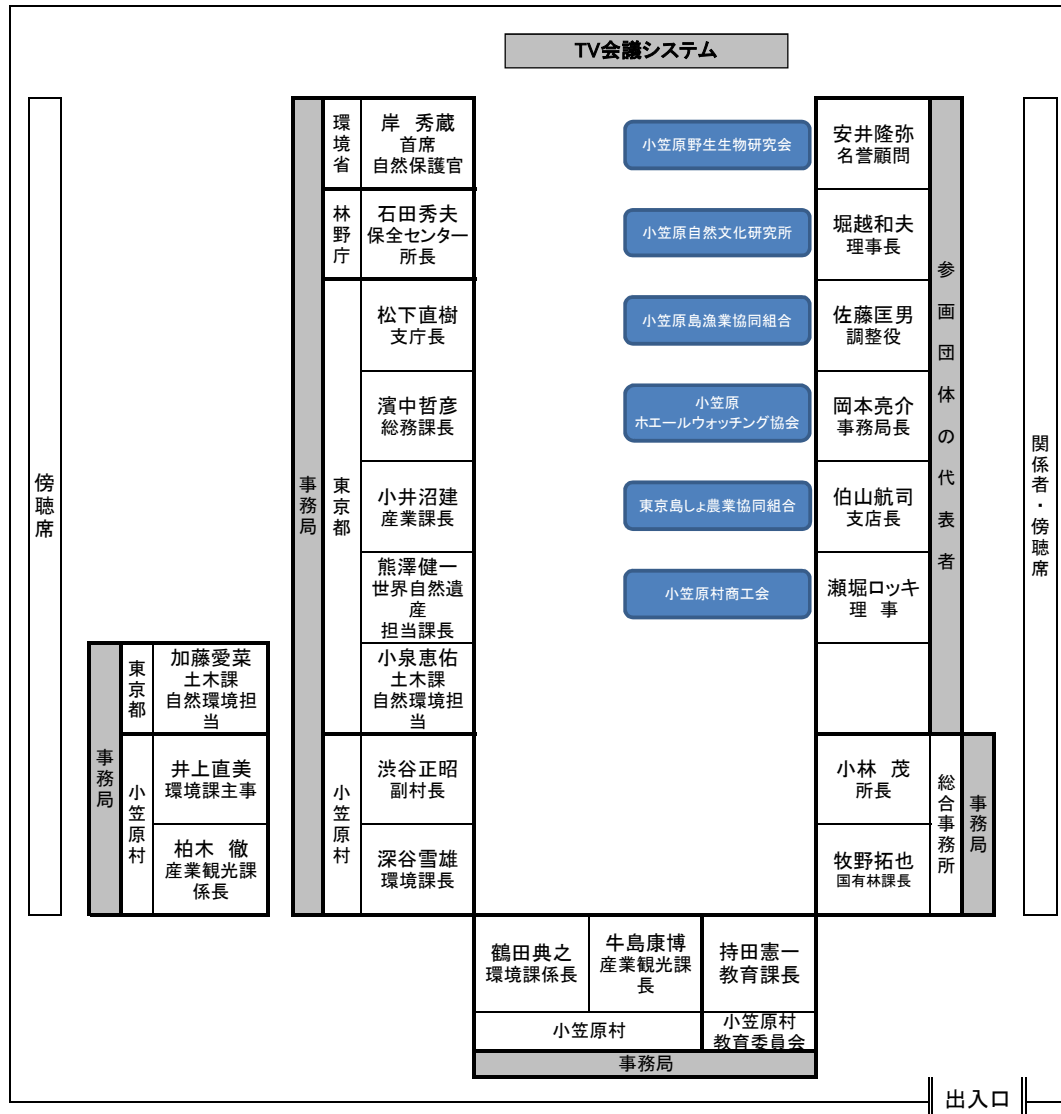 TV会議システム
傍聴席
事務局
環境省
岸 秀蔵
首席
自然保護官
林野庁
石田秀夫
保全センター
所長
東京都
松下直樹
支庁長
濱中哲彦
総務課長
小井沼建
産業課長
熊澤健一
世界自然遺
産
担当課長
小泉恵佑
土木課
自然環境担
当
小笠原村
渋谷正昭
副村長
深谷雪雄
環境課長
事務局
東京都
加藤愛菜
土木課
自然環境担
当
小笠原村
井上直美
環境課主事
柏木 徹
産業観光課
係長
小笠原野生生物研究会
安井隆弥
名誉顧問
小笠原自然文化研究所
堀越和夫
理事長
小笠原島漁業協同組合
佐藤匡男
調整役
小笠原
ホエールウォッチング協会
岡本亮介
事務局長
東京島しょ農業協同組合
伯山航司
支店長
小笠原村商工会
瀬堀ロッキ
理 事
参画団体の代表者
小林 茂
所長
牧野拓也
国有林課長
総合事務所
事務局
関係者・傍聴席
鶴田典之
環境課係長
牛島康博
産業観光課
長
持田憲一
教育課長
小笠原村
小笠原村
教育委員会
事務局
出入口